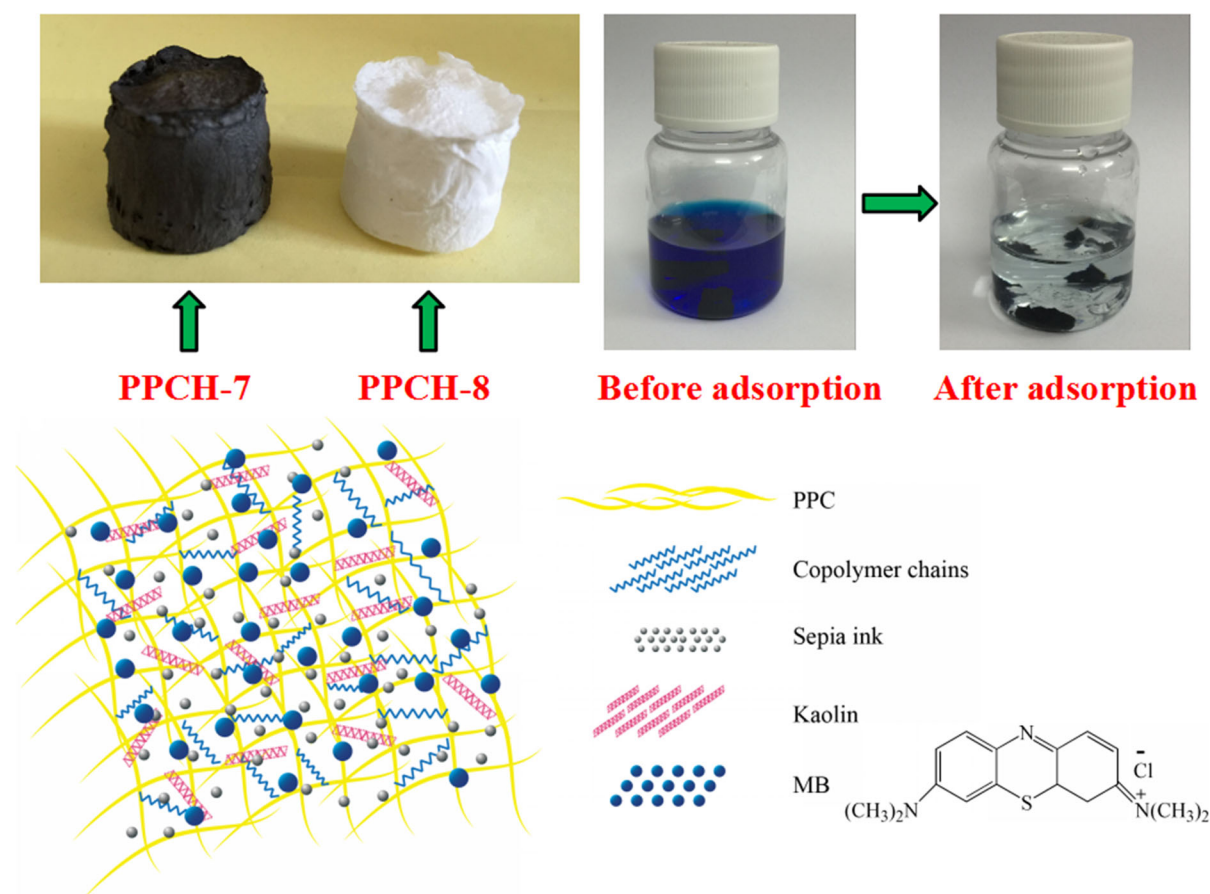 PPCH-7
PPCH-8
Before adsorption
After adsorption
PPC
Copolymer chains
Sepia ink
Kaolin
MB
N
S
(CH3)2N
-
Cl
+
N(CH3)2